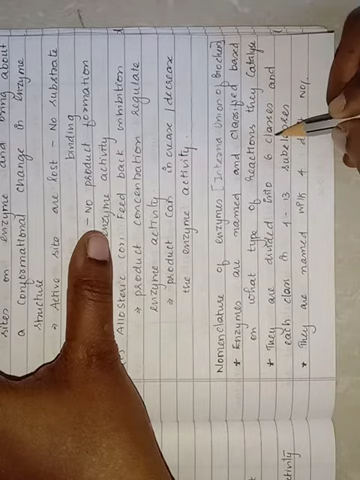 sites on enzyme and bring about
a conformational change in enzyme
structure
→ Active site are lost - No substrate
binding
- No product formation
enzyme activity
Allosteric (or) Feed back inhibition
→ product concentration regulate
enzyme activity
→ product can increase / decrease
the enzyme activity.
Nomenclature of enzymes [Interna Union of Biochem]
* Enzymes are named and classified based
on what type of reactions they catalyse
* They are divided into 6 classes and
each class in 4 - 13 subclasses
* They are named with 4 No/.
ctivity